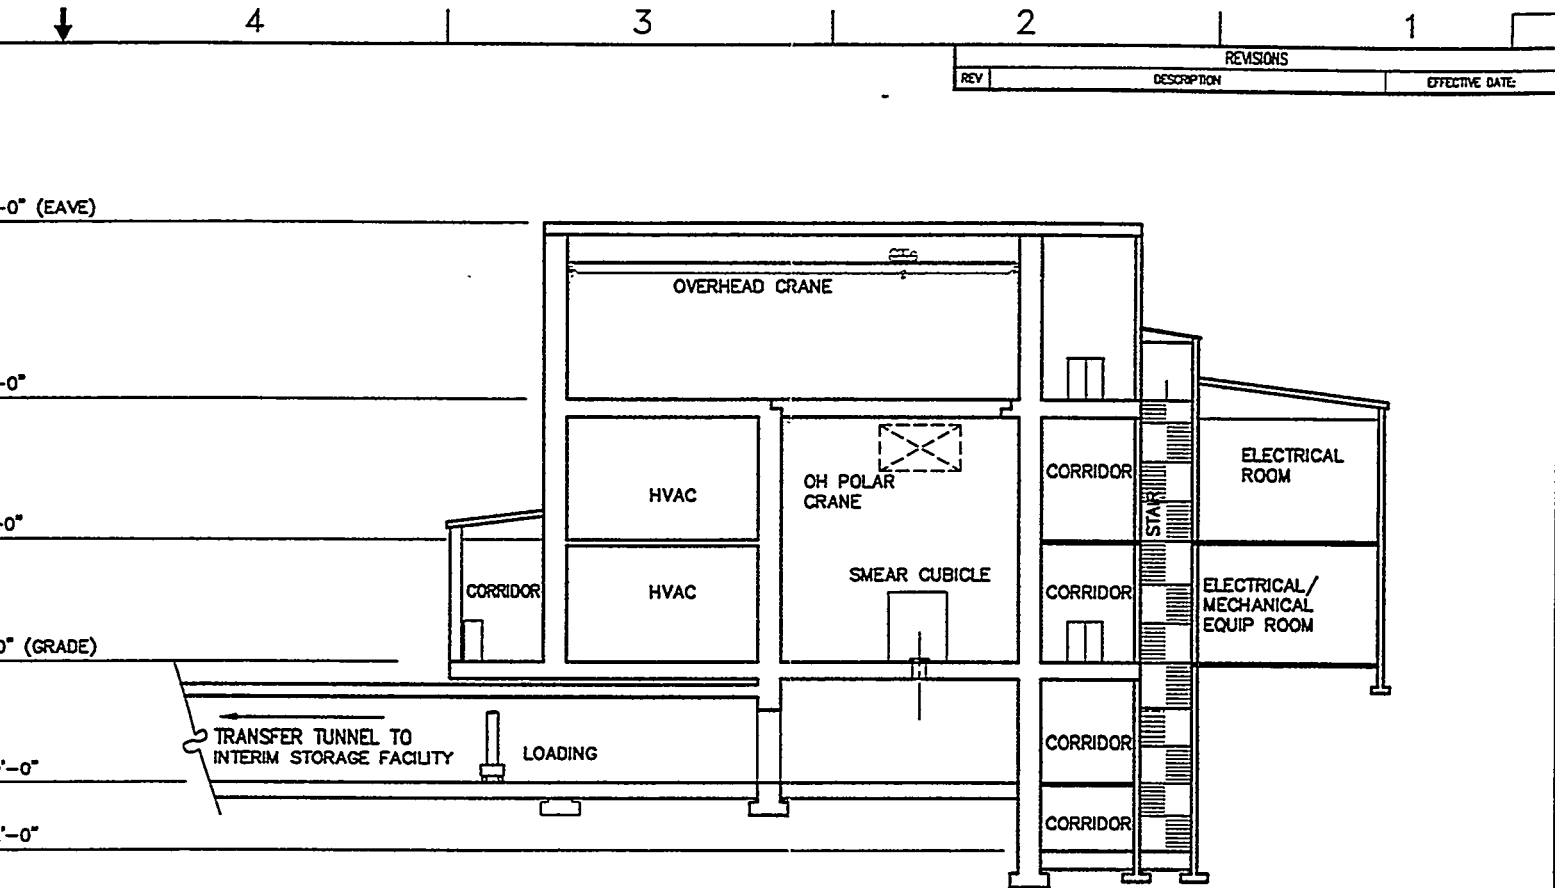 4 3 2 1
REVISIONS
REV DESCRIPTION EFFECTIVE DATE:
-0" (EAVE)
OVERHEAD CRANE
-0"
ELECTRICAL
ROOM
CORRIDOR
OH POLAR
CRANE
HVAC
STAIR
-0"
SMEAR CUBICLE
CORRIDOR
HVAC
CORRIDOR
ELECTRICAL/
MECHANICAL
EQUIP ROOM
0" (GRADE)
TRANSFER TUNNEL TO
INTERIM STORAGE FACILITY
LOADING
CORRIDOR
'-0"
CORRIDOR
'-0"